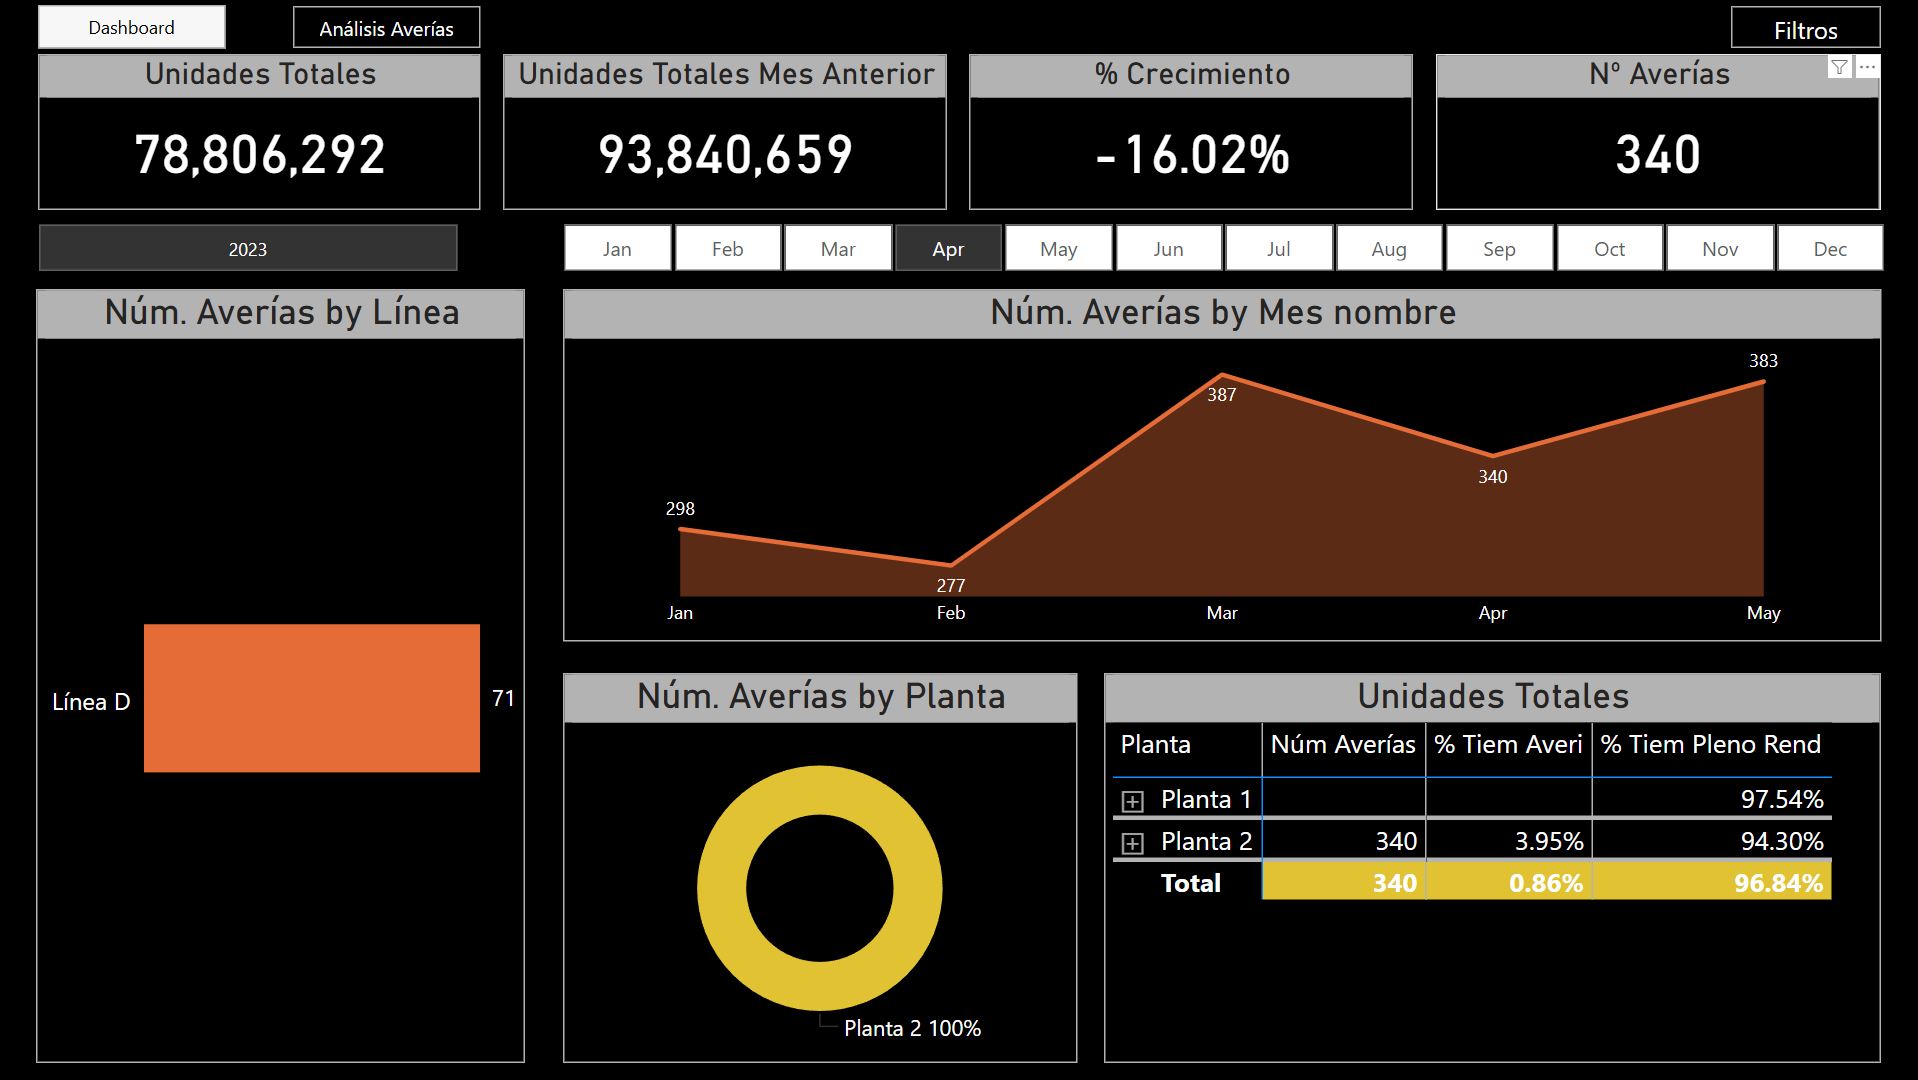 Dashboard
Análisis Averías
Filtros
Unidades Totales
78,806,292
Unidades Totales Mes Anterior
93,840,659
% Crecimiento
-16.02%
Nº Averías
340
2023
Jan Feb Mar Apr May Jun Jul Aug Sep Oct Nov Dec
Núm. Averías by Línea
Línea D 71
Núm. Averías by Mes nombre
383
387
340
298
277
Jan Feb Mar Apr May
Núm. Averías by Planta
Planta 2 100%
Unidades Totales
Planta Núm Averías % Tiem Averi % Tiem Pleno Rend
Planta 1 97.54%
Planta 2 340 3.95% 94.30%
Total 340 0.86% 96.84%